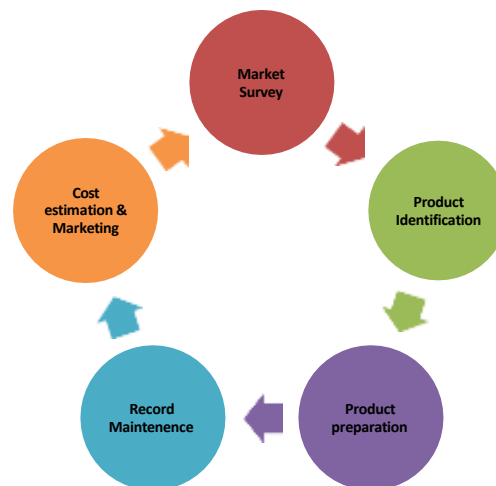 Market
Survey
Product
Identification
Product
preparation
Record
Maintenence
Cost
estimation &
Marketing